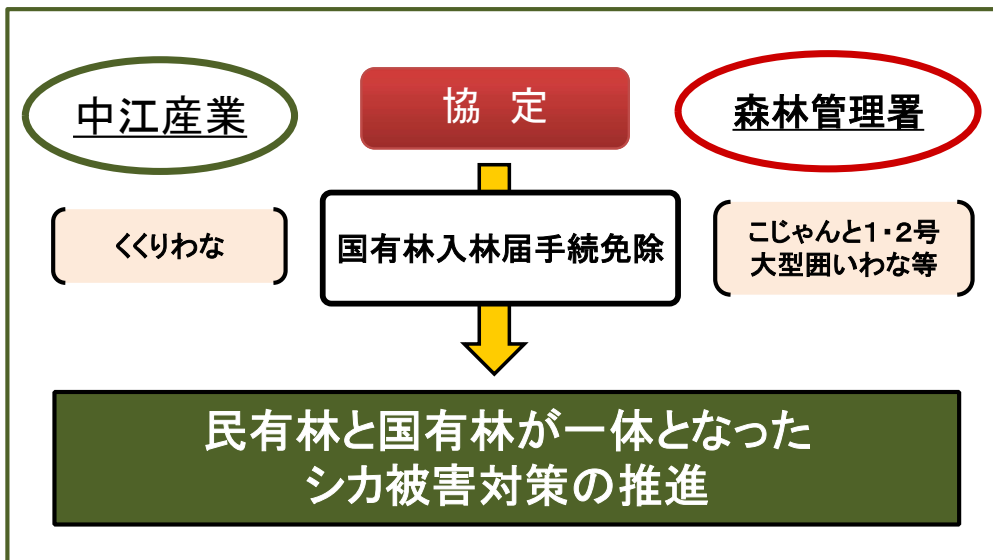 中江産業
協 定
森林管理署
くくりわな
国有林入林届手続免除
こじゃんと1・2号
大型囲いわな等
民有林と国有林が一体となった
シカ被害対策の推進